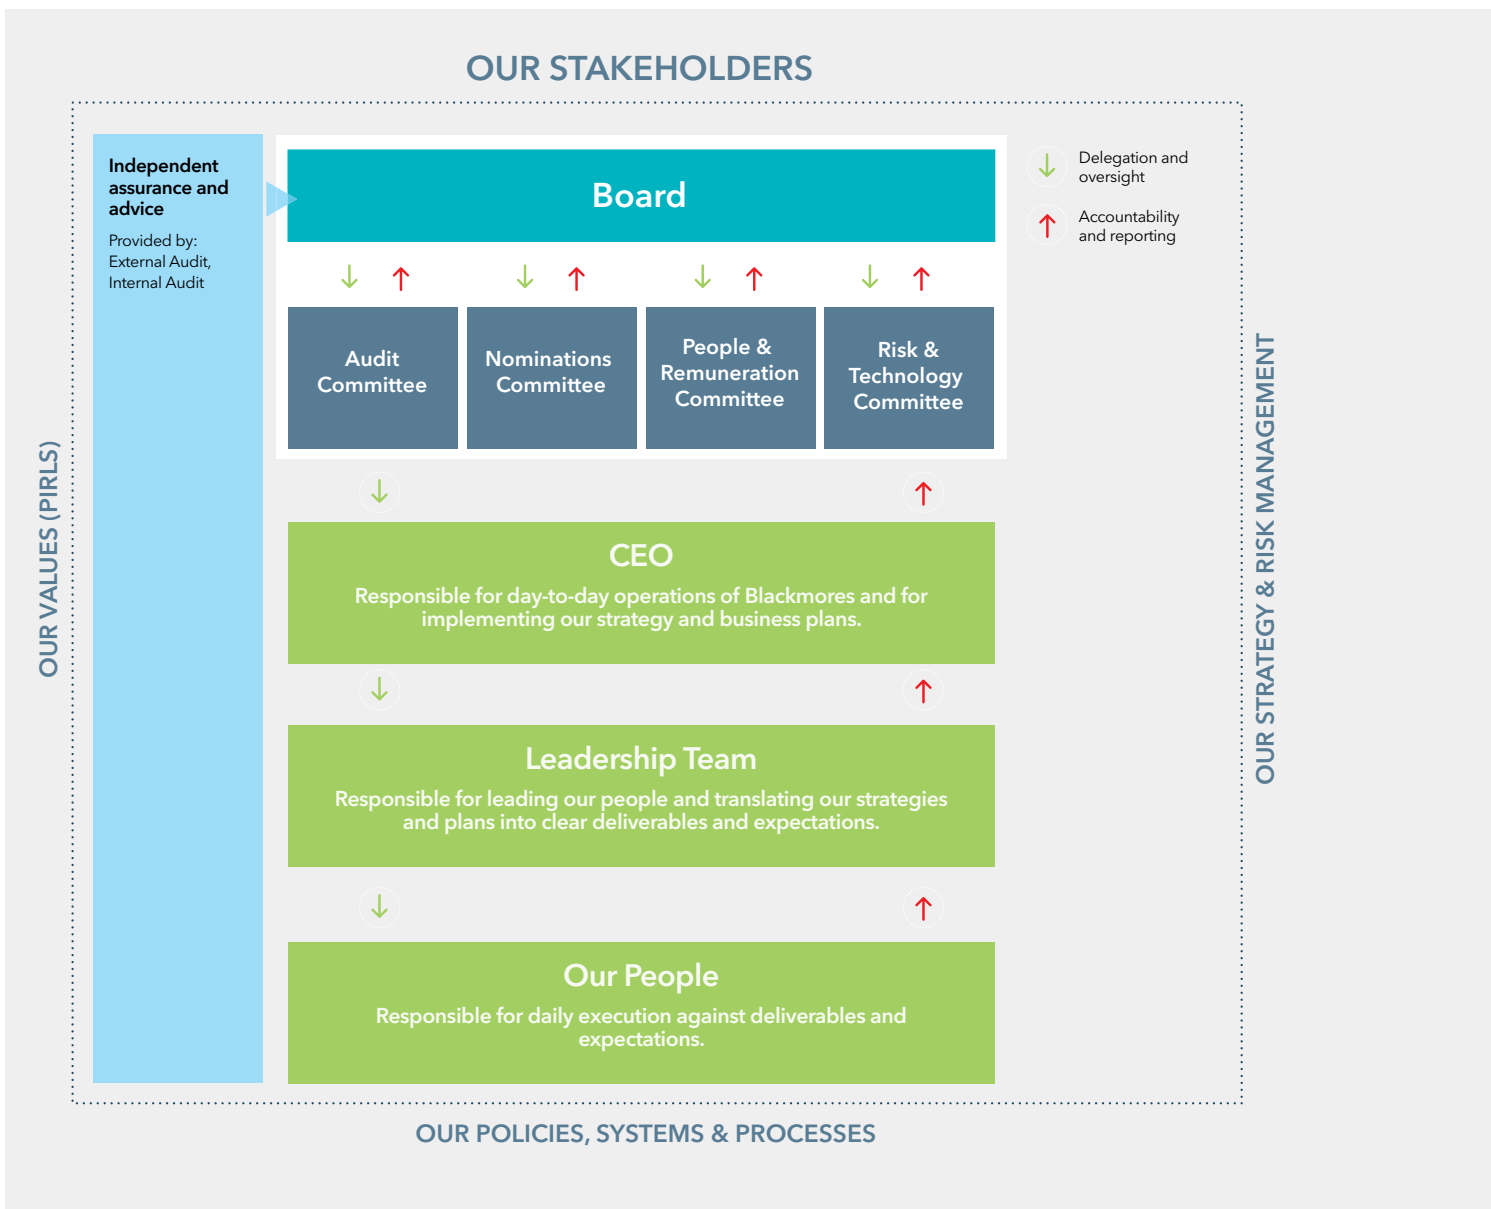 OUR STAKEHOLDERS
Independent
assurance and
advice
Provided by:
External Audit,
Internal Audit
Board
Delegation and
oversight
Accountability
and reporting
Audit
Committee
Nominations
Committee
People &
Remuneration
Committee
Risk &
Technology
Committee
CEO
Responsible for day-to-day operations of Blackmores and for
implementing our strategy and business plans.
Leadership Team
Responsible for leading our people and translating our strategies
and plans into clear deliverables and expectations.
Our People
Responsible for daily execution against deliverables and
expectations.
OUR VALUES (PIRLS)
OUR STRATEGY & RISK MANAGEMENT
OUR POLICIES, SYSTEMS & PROCESSES